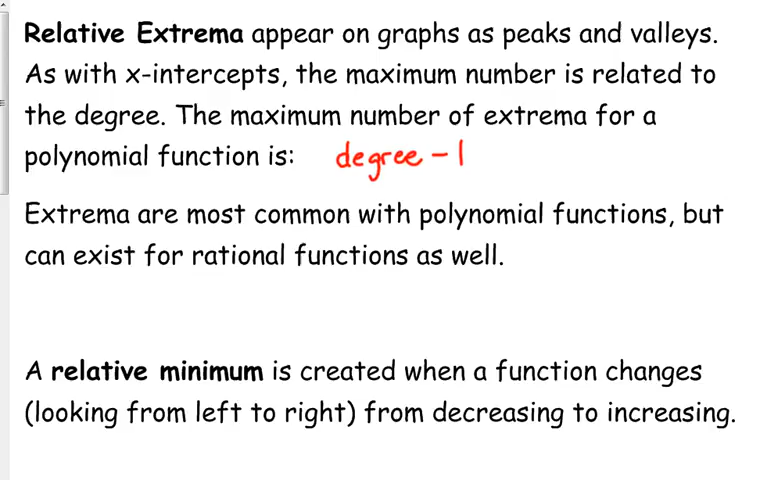 Relative Extrema appear on graphs as peaks and valleys.
As with x-intercepts, the maximum number is related to
the degree. The maximum number of extrema for a
polynomial function is: degree - 1
Extrema are most common with polynomial functions, but
can exist for rational functions as well.
A relative minimum is created when a function changes
(looking from left to right) from decreasing to increasing.